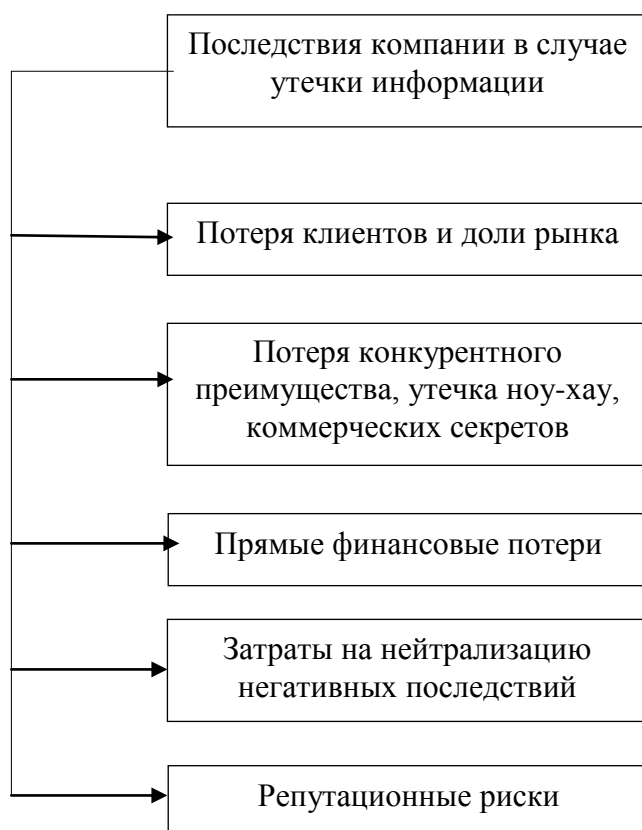 Последствия компании в случае
утечки информации
Потеря клиентов и доли рынка
Потеря конкурентного
преимущества, утечка ноу-хау,
коммерческих секретов
Прямые финансовые потери
Затраты на нейтрализацию
негативных последствий
Репутационные риски